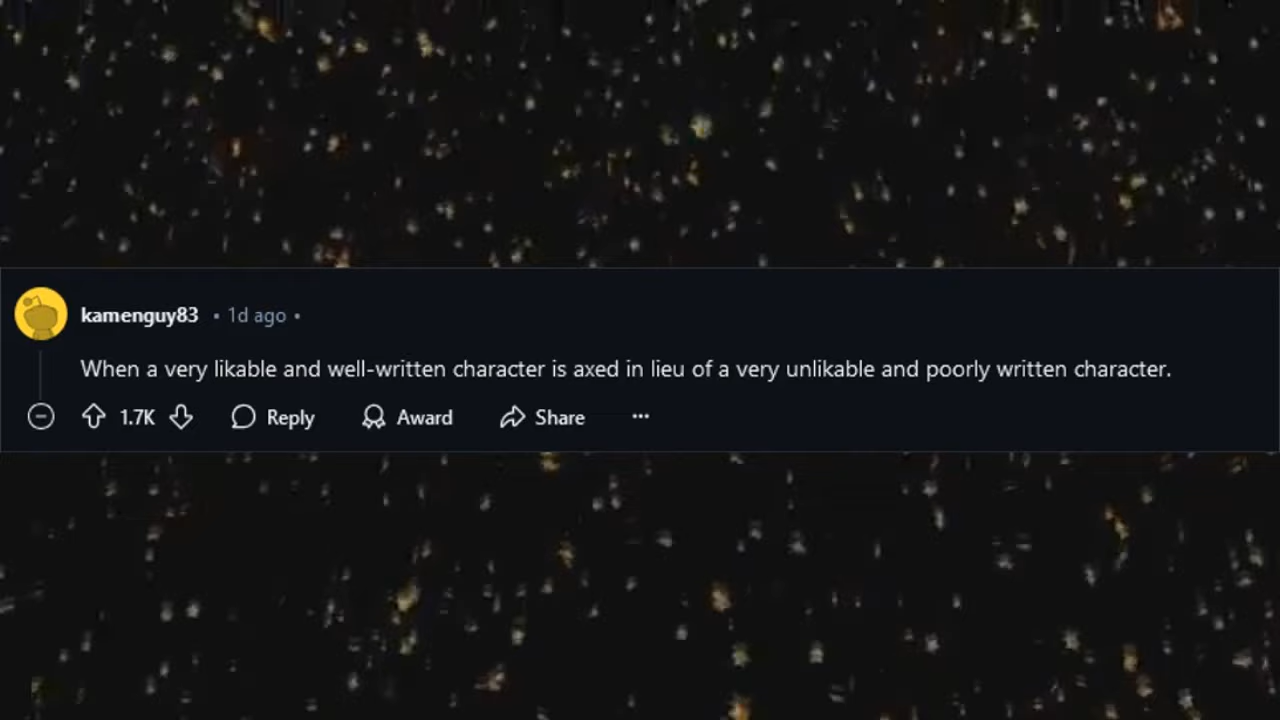 kamenguy83 • 1d ago •
When a very likable and well-written character is axed in lieu of a very unlikable and poorly written character.
1.7K Reply Award Share ...